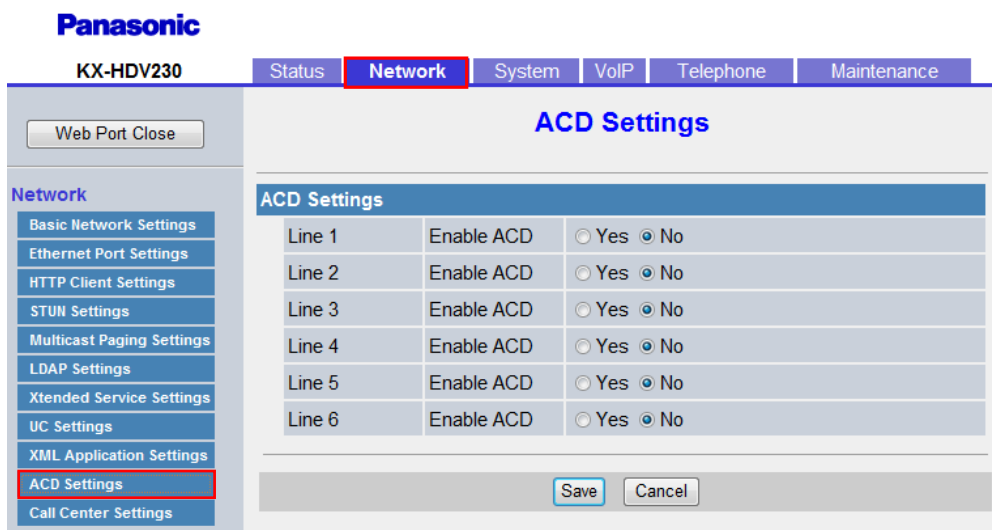 Panasonic
KX-HDV230
Status Network System VoIP Telephone Maintenance
Web Port Close
ACD Settings
Network
Basic Network Settings
Ethernet Port Settings
HTTP Client Settings
STUN Settings
Multicast Paging Settings
LDAP Settings
Xtended Service Settings
UC Settings
XML Application Settings
ACD Settings
Call Center Settings
ACD Settings
Line 1 Enable ACD Yes No
Line 2 Enable ACD Yes No
Line 3 Enable ACD Yes No
Line 4 Enable ACD Yes No
Line 5 Enable ACD Yes No
Line 6 Enable ACD Yes No
Save Cancel